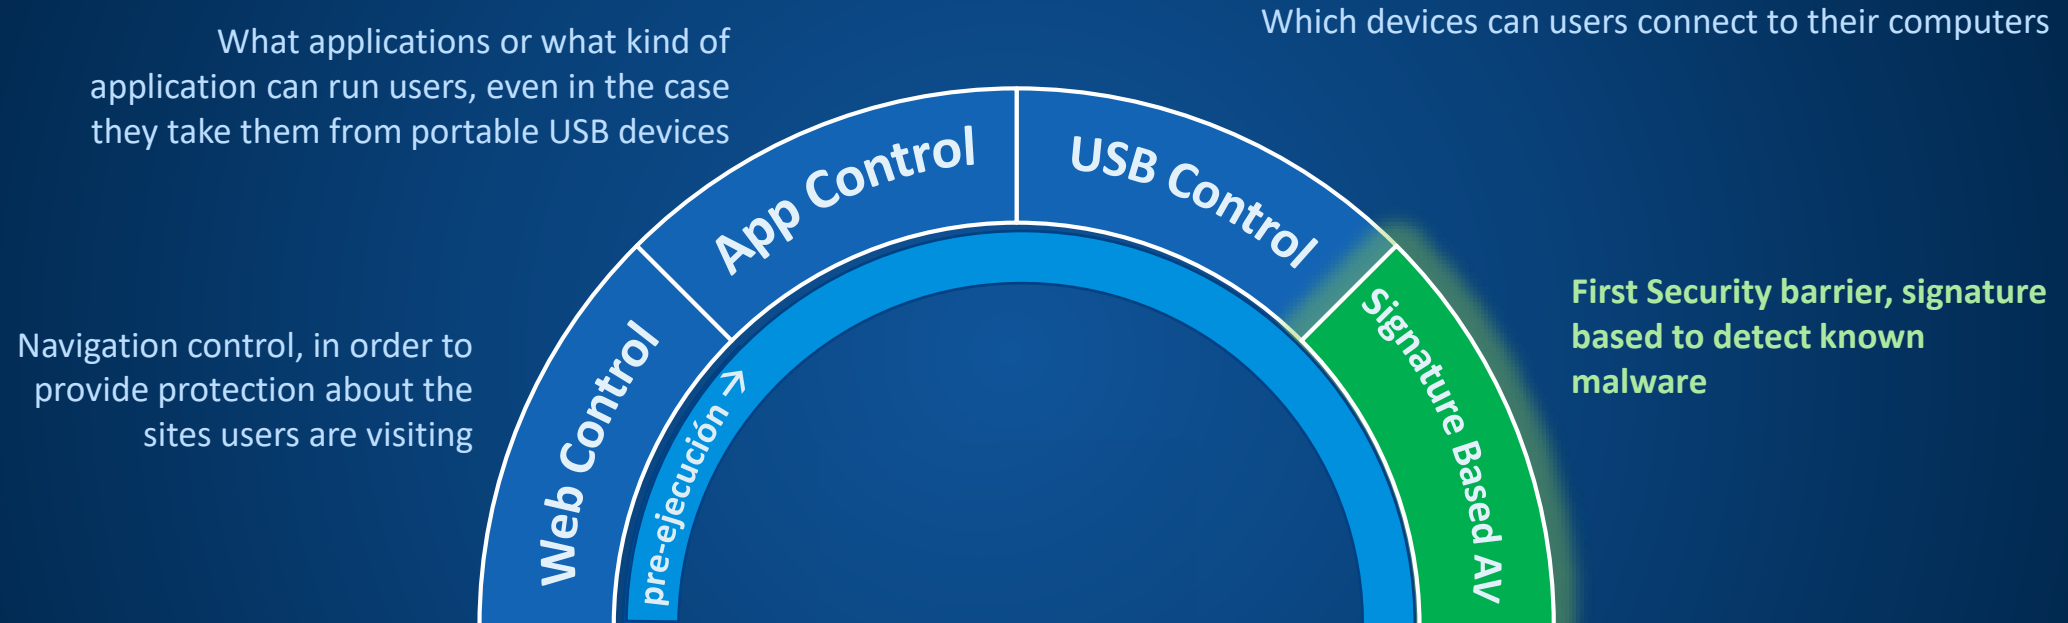 Which devices can users connect to their computers
What applications or what kind of
application can run users, even in the case
they take them from portable USB devices
App Control
USB Control
First Security barrier, signature
based to detect known
malware
Navigation control, in order to
provide protection about the
sites users are visiting
Web Control
pre-ejecución →
Signature Based AV